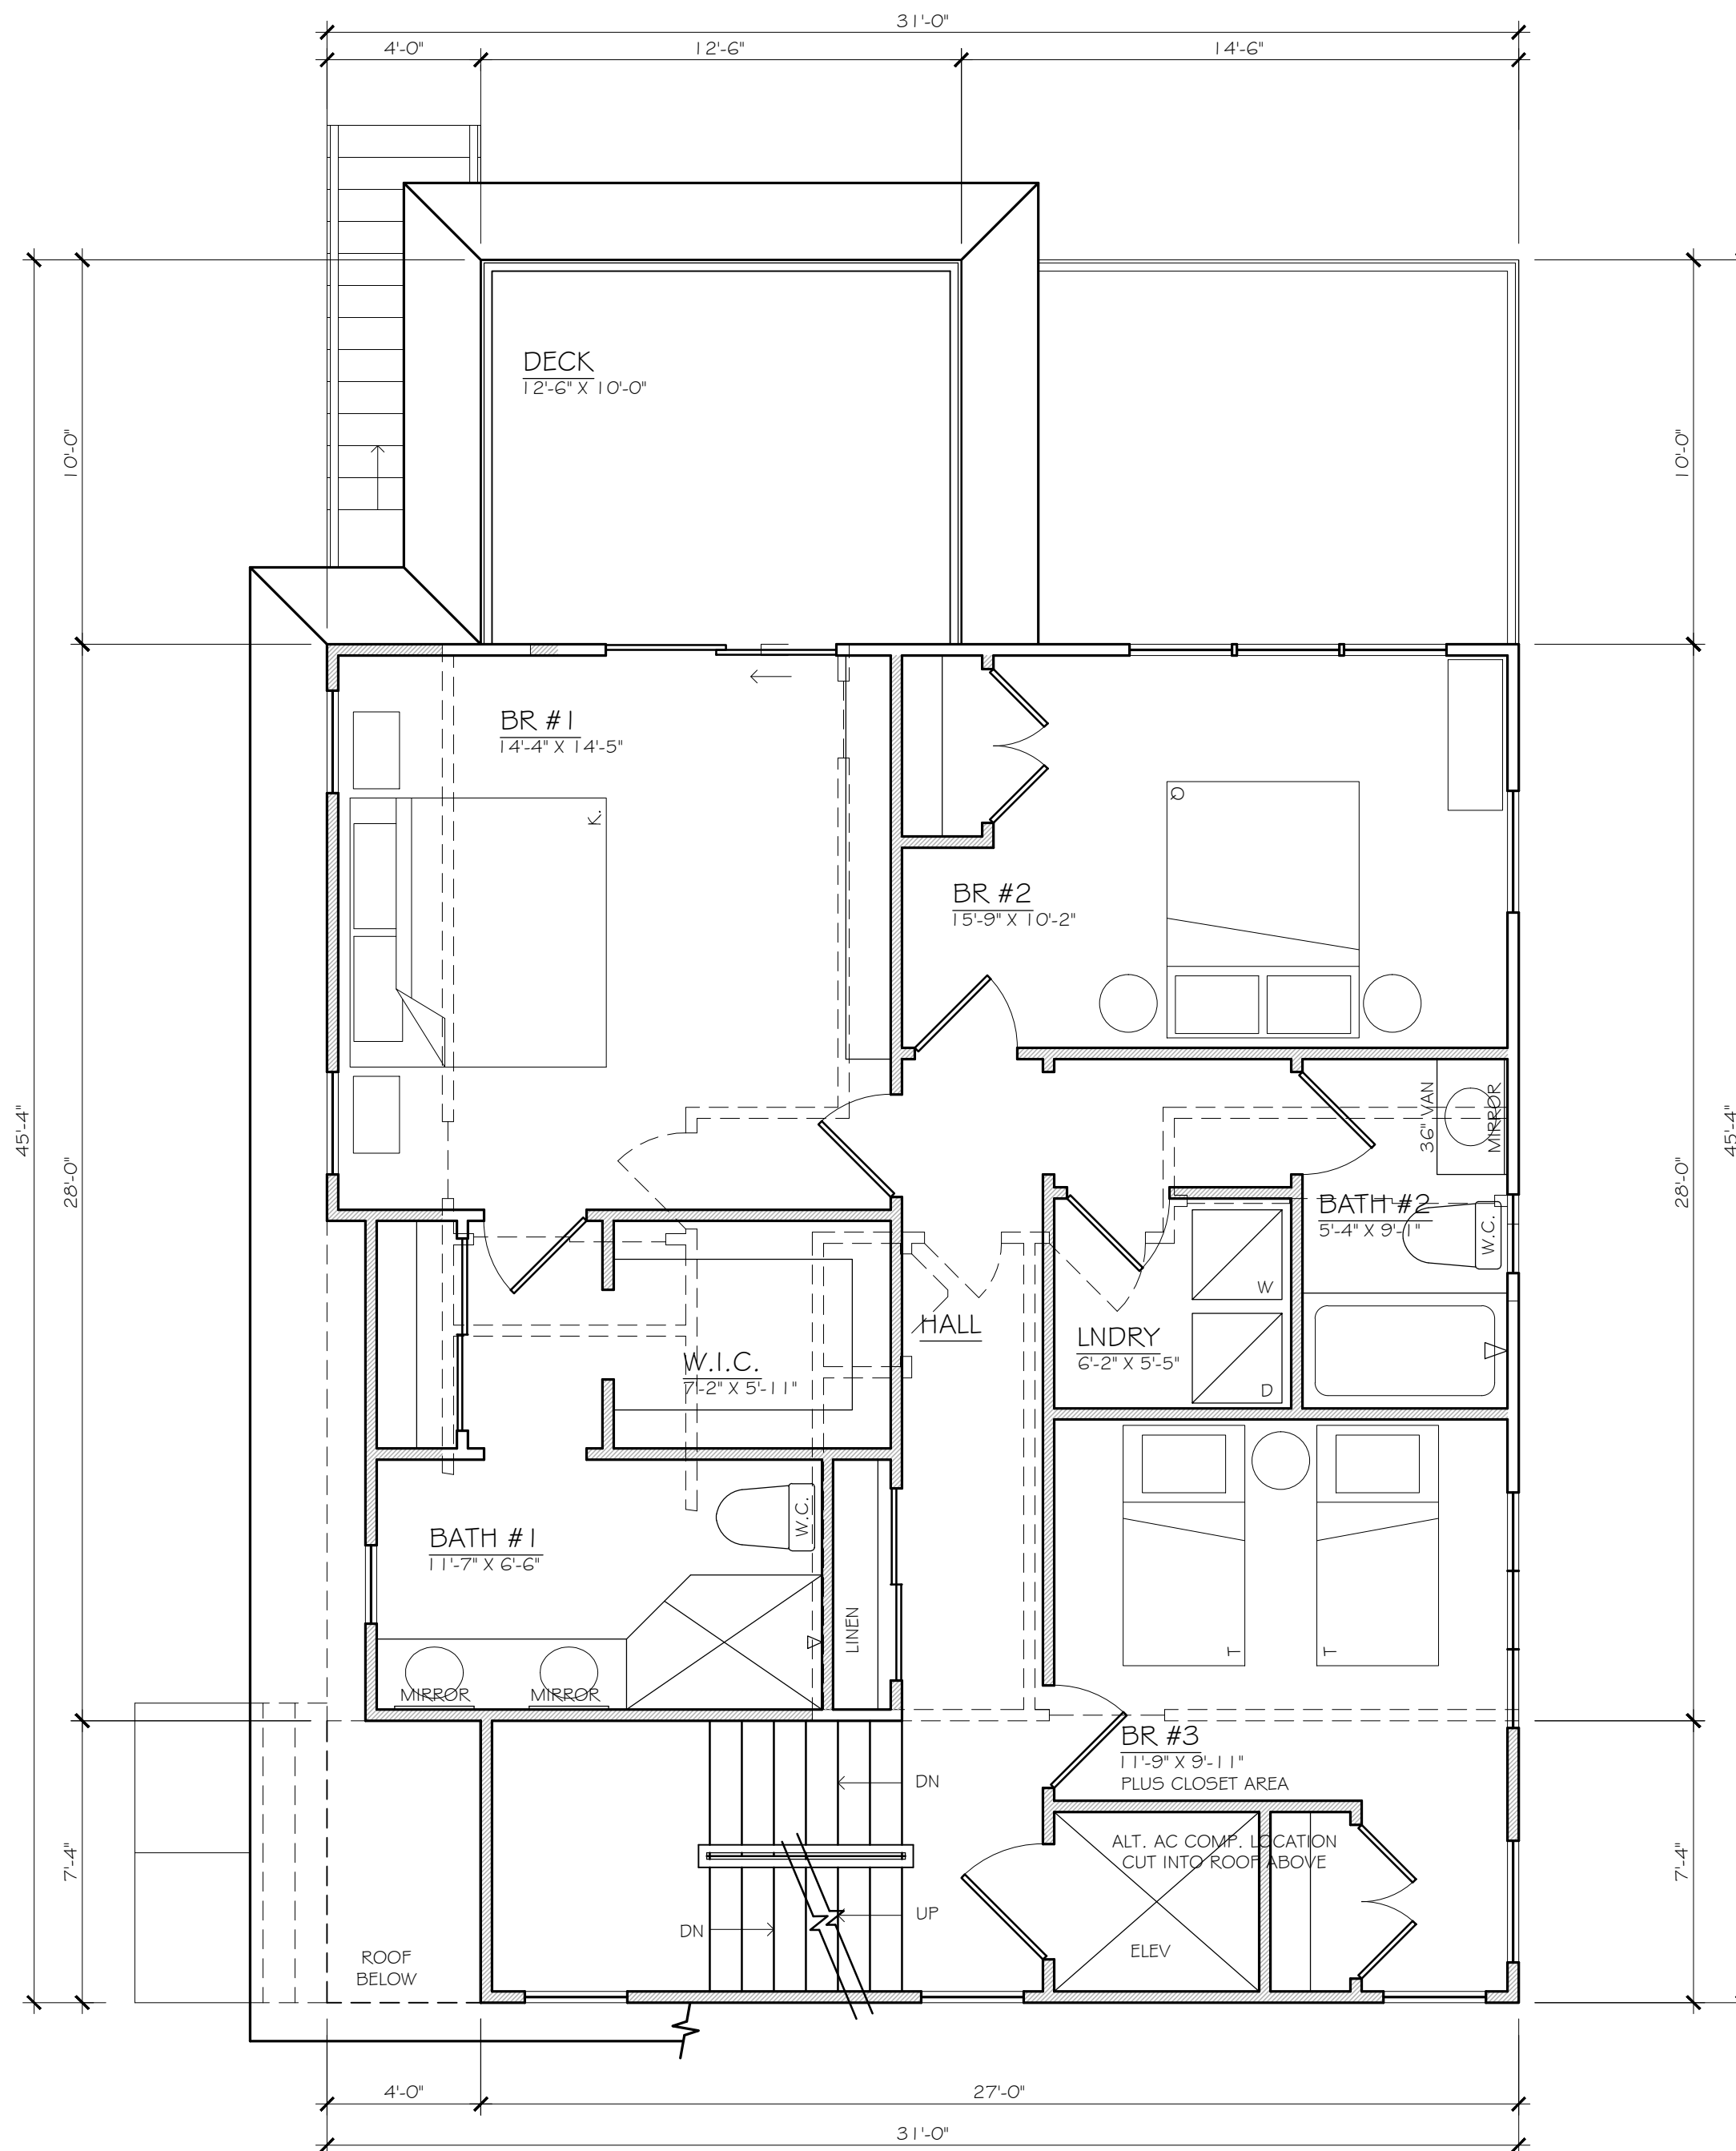 31'-0"
4'-0"
12'-6"
14'-6"
DECK
12'-6" X 10'-0"
10'-0"
10'-0"
BR #1
14'-4" X 14'-5"
K.
Q
BR #2
15'-9" X 10'-2"
45'-4"
28'-0"
36" VAN
MIRROR
28'-0"
45'-4"
BATH #2
5'-4" X 9'-1"
W.C.
W
HALL
LNDRY
6'-2" X 5'-5"
W.I.C.
7'-2" X 5'-11"
D
BATH #1
11'-7" X 6'-6"
W.C.
LINEN
T
T
MIRROR
MIRROR
BR #3
11'-9" X 9'-11"
PLUS CLOSET AREA
DN
ALT. AC COMP. LOCATION
CUT INTO ROOF ABOVE
7'-4"
7'-4"
UP
DN
ELEV
ROOF
BELOW
4'-0"
27'-0"
31'-0"